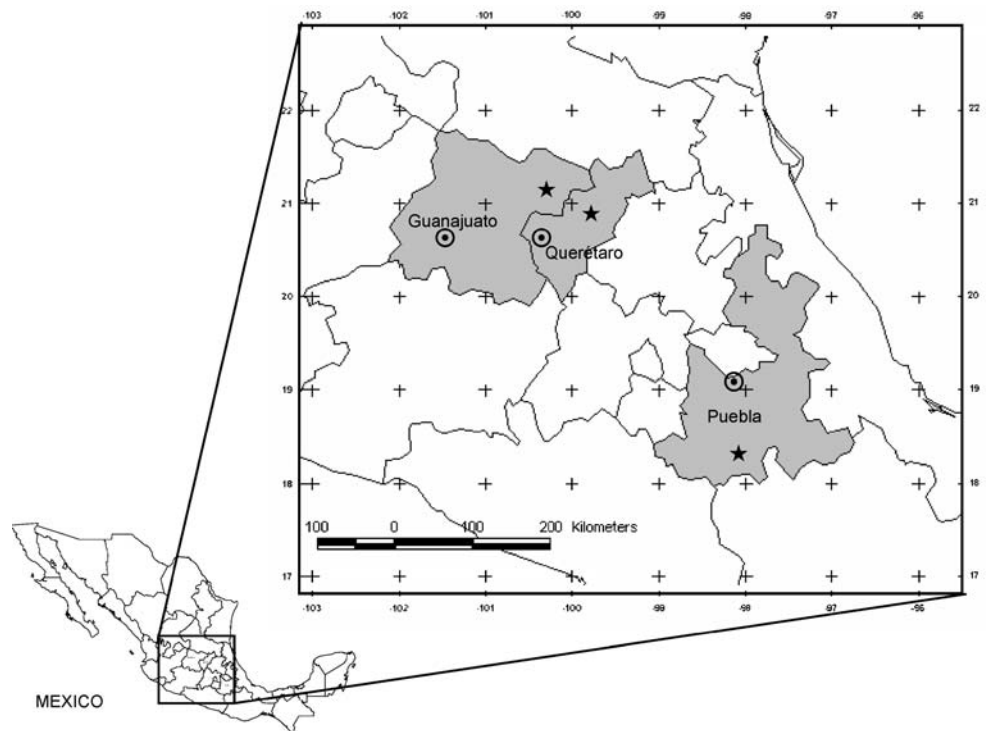 -103 -102 -101 -100 -99 -98 -97 -96
22 22
21 21
Guanajuato
Querétaro
20 20
19 19
Puebla
18 18
100 0 100 200 Kilometers
17 17
-103 -102 -101 -100 -99 -98 -97 -96
MEXICO